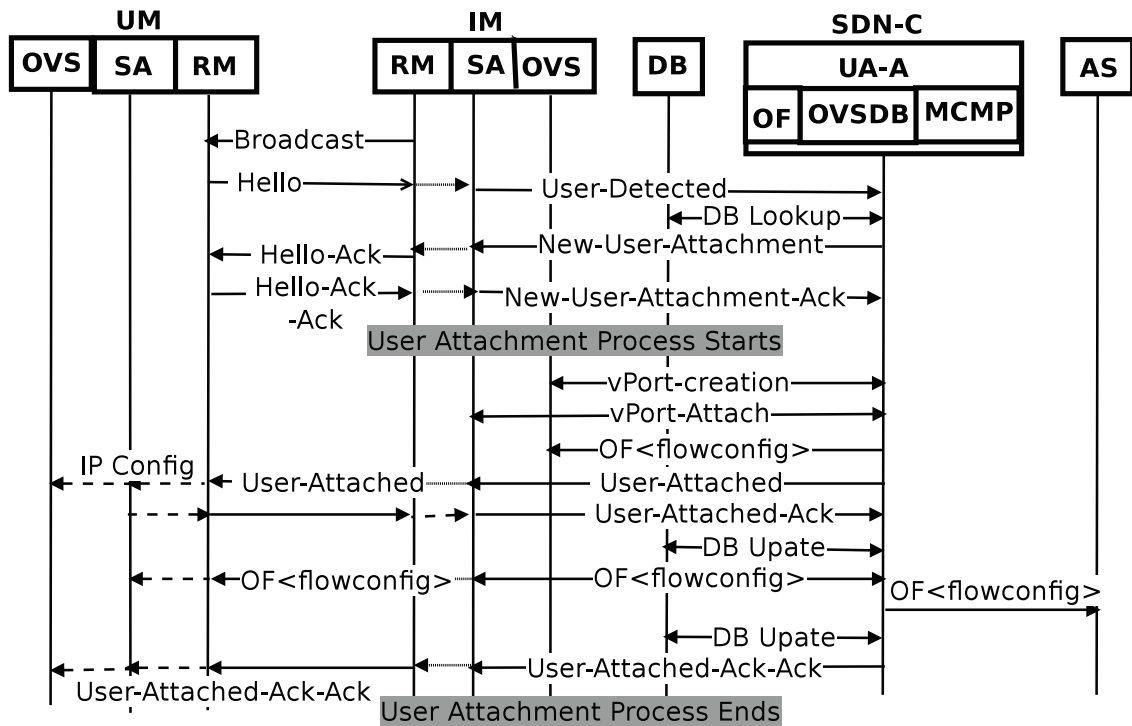 UM
IM
SDN-C
OVS
SA
RM
RM
SA
OVS
DB
UA-A
AS
OF
OVSDB
MCMP
Broadcast
Hello
User-Detected
DB Lookup
New-User-Attachment
Hello-Ack
Hello-Ack
-Ack
New-User-Attachment-Ack
User Attachment Process Starts
vPort-creation
vPort-Attach
OF<flowconfig>
IP Config
User-Attached
User-Attached
User-Attached-Ack
DB Upate
OF<flowconfig>
OF<flowconfig>
OF<flowconfig>
DB Upate
User-Attached-Ack-Ack
User-Attached-Ack-Ack
User Attachment Process Ends